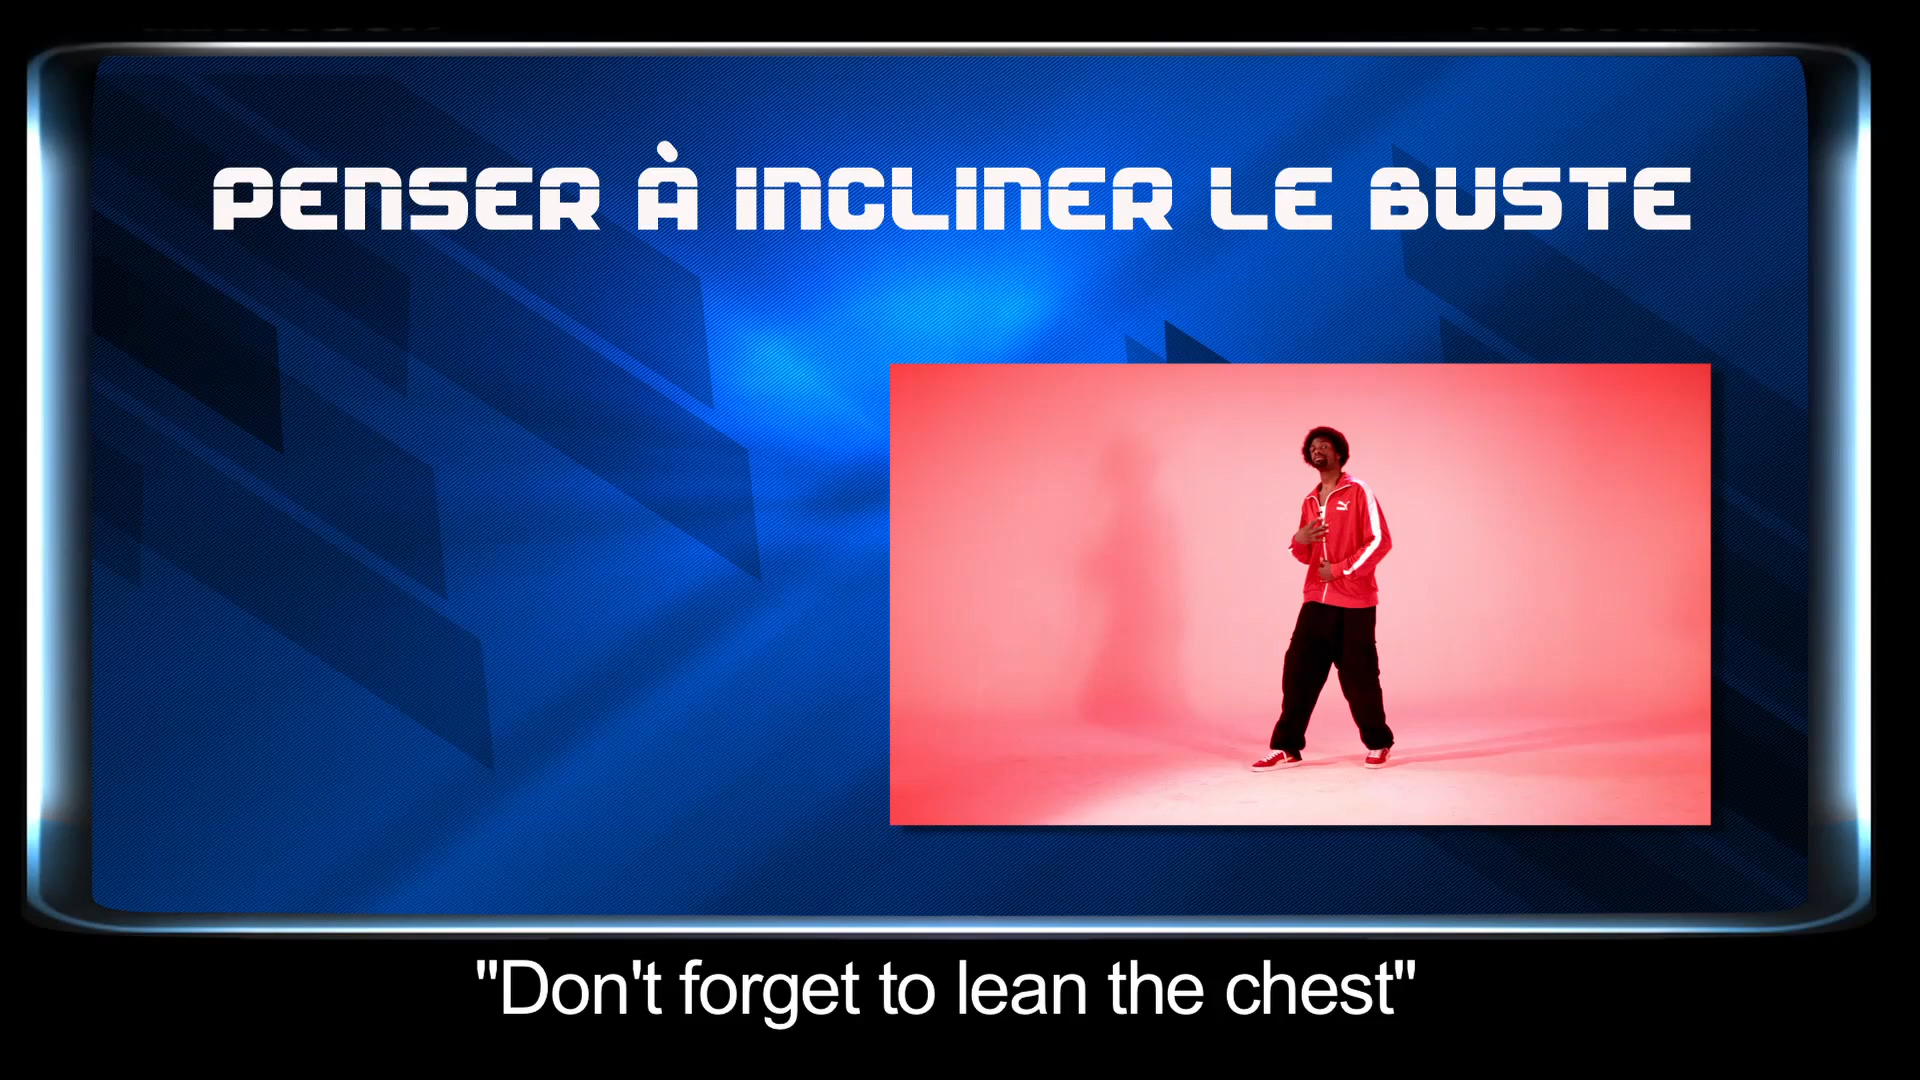 PENSER À INCLINER LE BUSTE
"Don't forget to lean the chest"